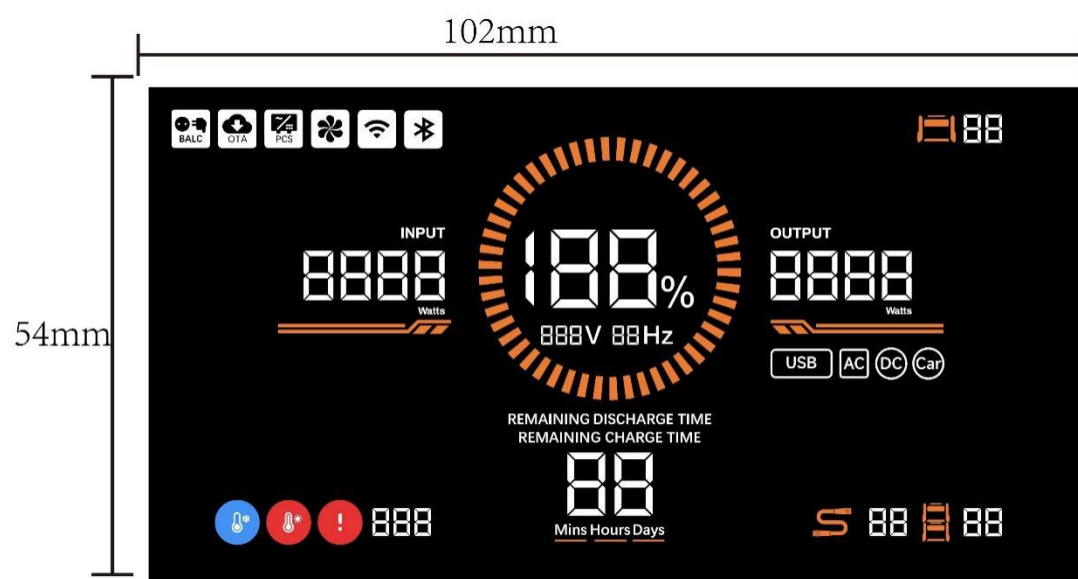 102mm
54mm
BALC OTA PCS
88
INPUT
8888
Watts
188%
888V 88Hz
OUTPUT
8888
Watts
USB AC DC Car
REMAINING DISCHARGE TIME
REMAINING CHARGE TIME
88
Mins Hours Days
! 888
88 88